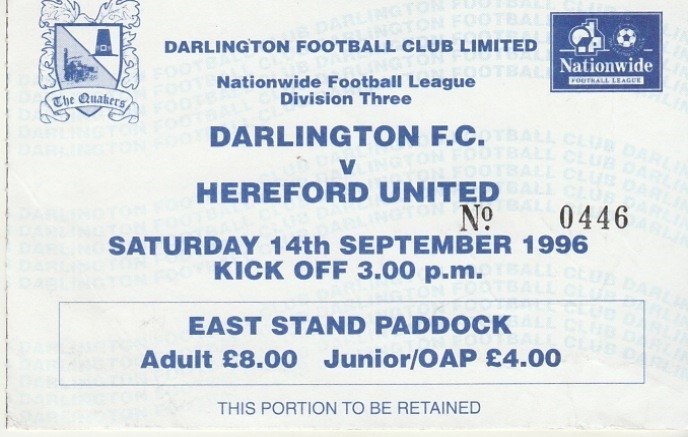 DARLINGTON FOOTBALL CLUB LIMITED
Nationwide Football League
Division Three
The Quakers
Nationwide
FOOTBALL LEAGUE
DARLINGTON F.C.
v
HEREFORD UNITED
No 0446
SATURDAY 14th SEPTEMBER 1996
KICK OFF 3.00 p.m.
EAST STAND PADDOCK
Adult £8.00 Junior/OAP £4.00
THIS PORTION TO BE RETAINED